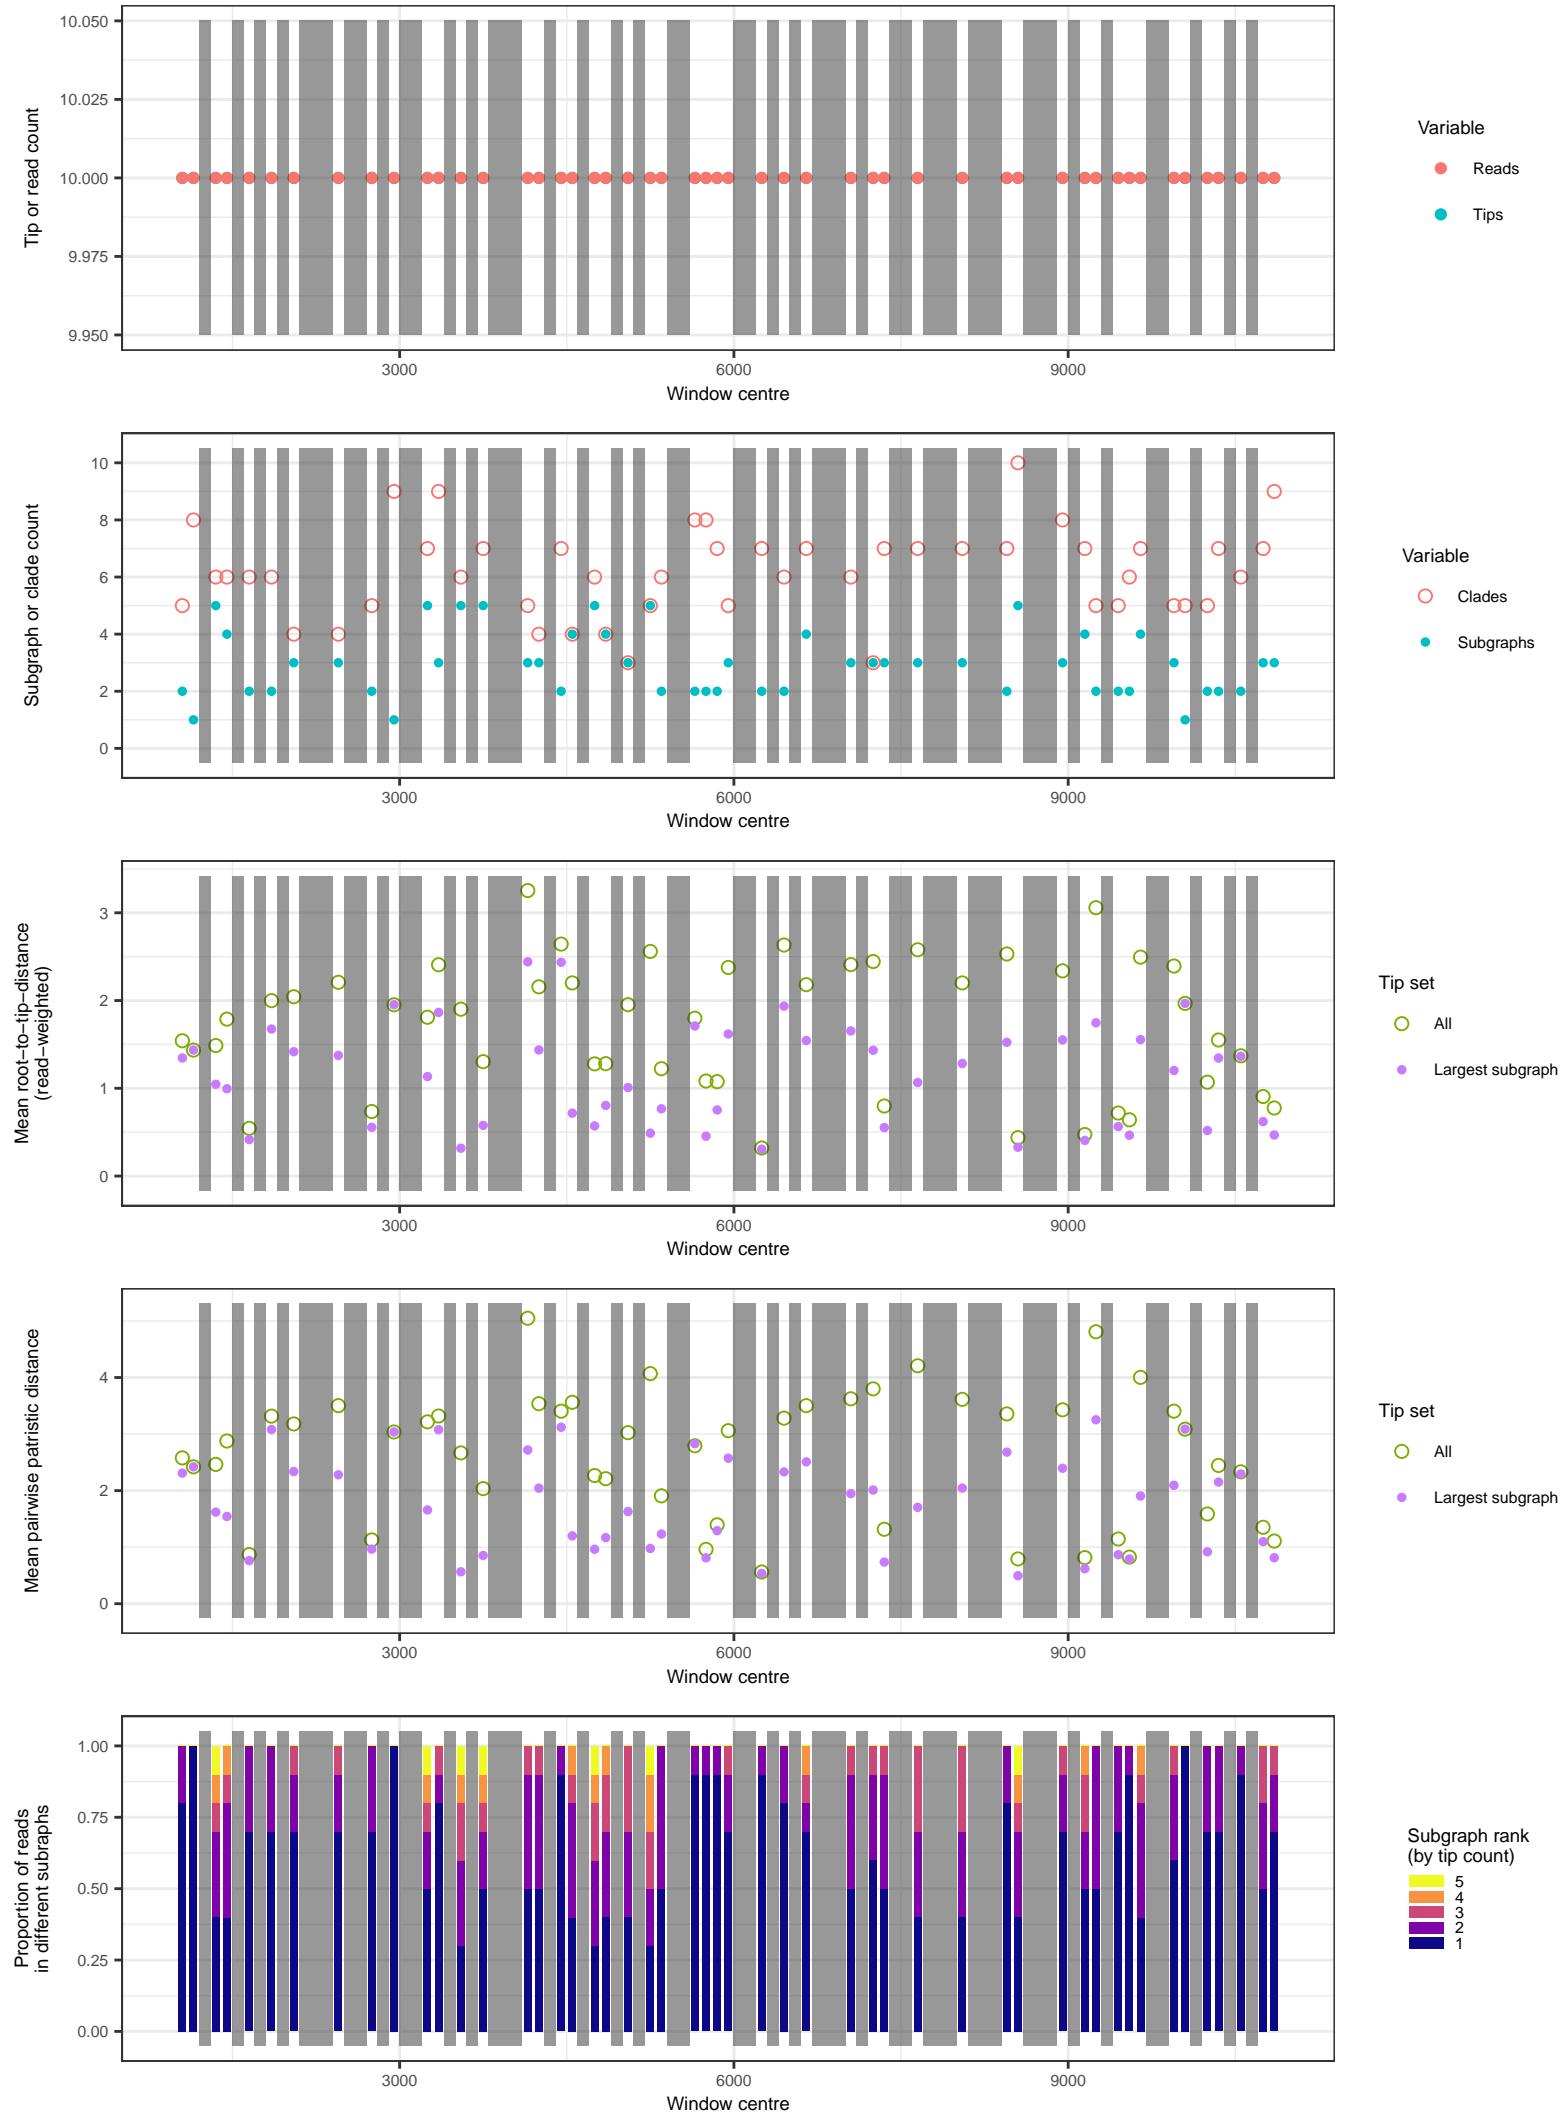 10.050
10.025
10.000
9.975
9.950
Tip or read count
3000
6000
9000
Window centre
Variable
Reads
Tips
10
8
6
4
2
0
Subgraph or clade count
3000
6000
9000
Window centre
Variable
Clades
Subgraphs
3
2
1
0
Mean root−to−tip−distance
(read−weighted)
3000
6000
9000
Window centre
Tip set
All
Largest subgraph
4
2
0
Mean pairwise patristic distance
3000
6000
9000
Window centre
Tip set
All
Largest subgraph
1.00
0.75
0.50
0.25
0.00
Proportion of reads
in different subraphs
3000
6000
9000
Window centre
Subgraph rank
(by tip count)
5
4
3
2
1